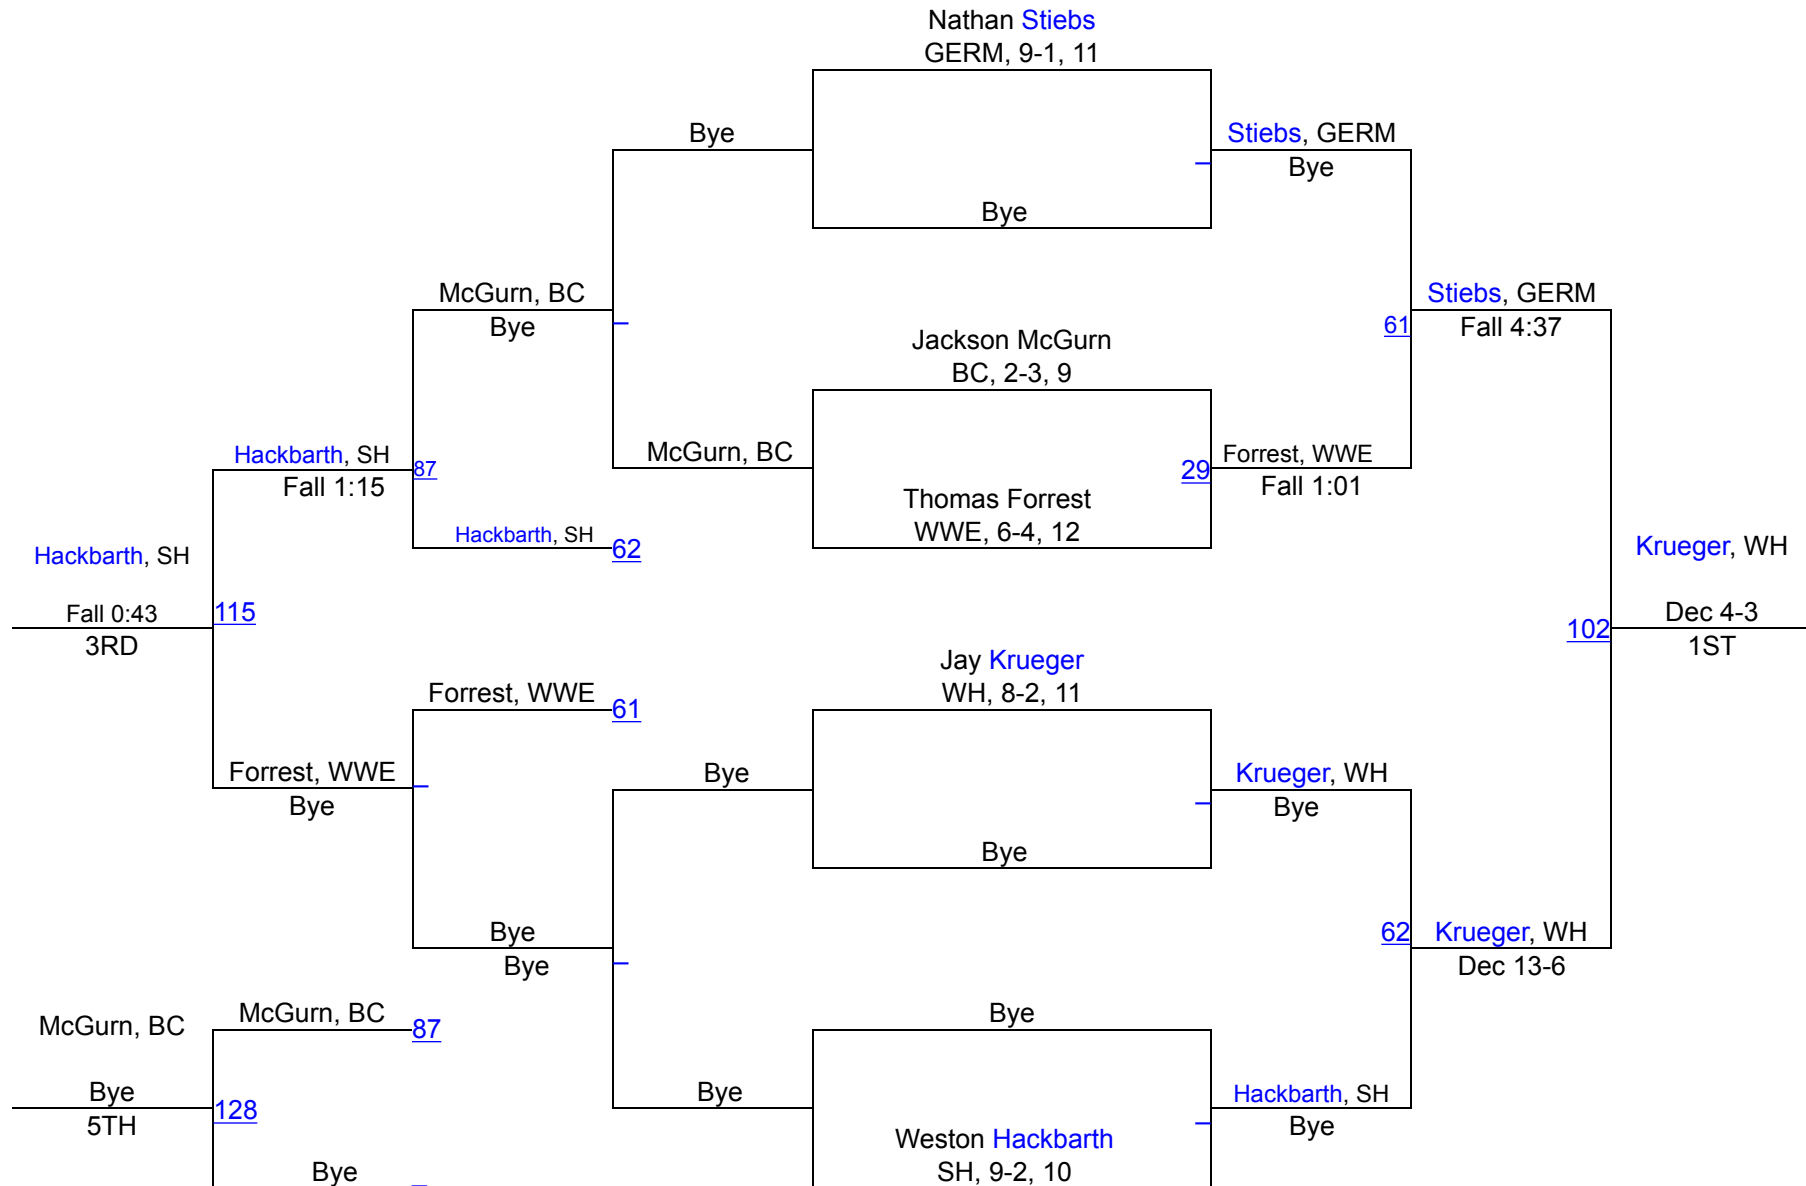 Nathan Stiebs
GERM, 9-1, 11
Bye
Stiebs, GERM
Bye
Bye
McGurn, BC
Bye
Stiebs, GERM
61
Fall 4:37
Jackson McGurn
BC, 2-3, 9
Hackbarth, SH
87
Fall 1:15
McGurn, BC
29
Forrest, WWE
Fall 1:01
Thomas Forrest
WWE, 6-4, 12
Hackbarth, SH
62
Hackbarth, SH
Fall 0:43
115
3RD
Krueger, WH
102
Dec 4-3
1ST
Jay Krueger
WH, 8-2, 11
Forrest, WWE
61
Forrest, WWE
Bye
Bye
Krueger, WH
Bye
Bye
Bye
Bye
62
Krueger, WH
Dec 13-6
McGurn, BC
McGurn, BC
87
Bye
Bye
128
5TH
Bye
Hackbarth, SH
Bye
Weston Hackbarth
SH, 9-2, 10
Bye